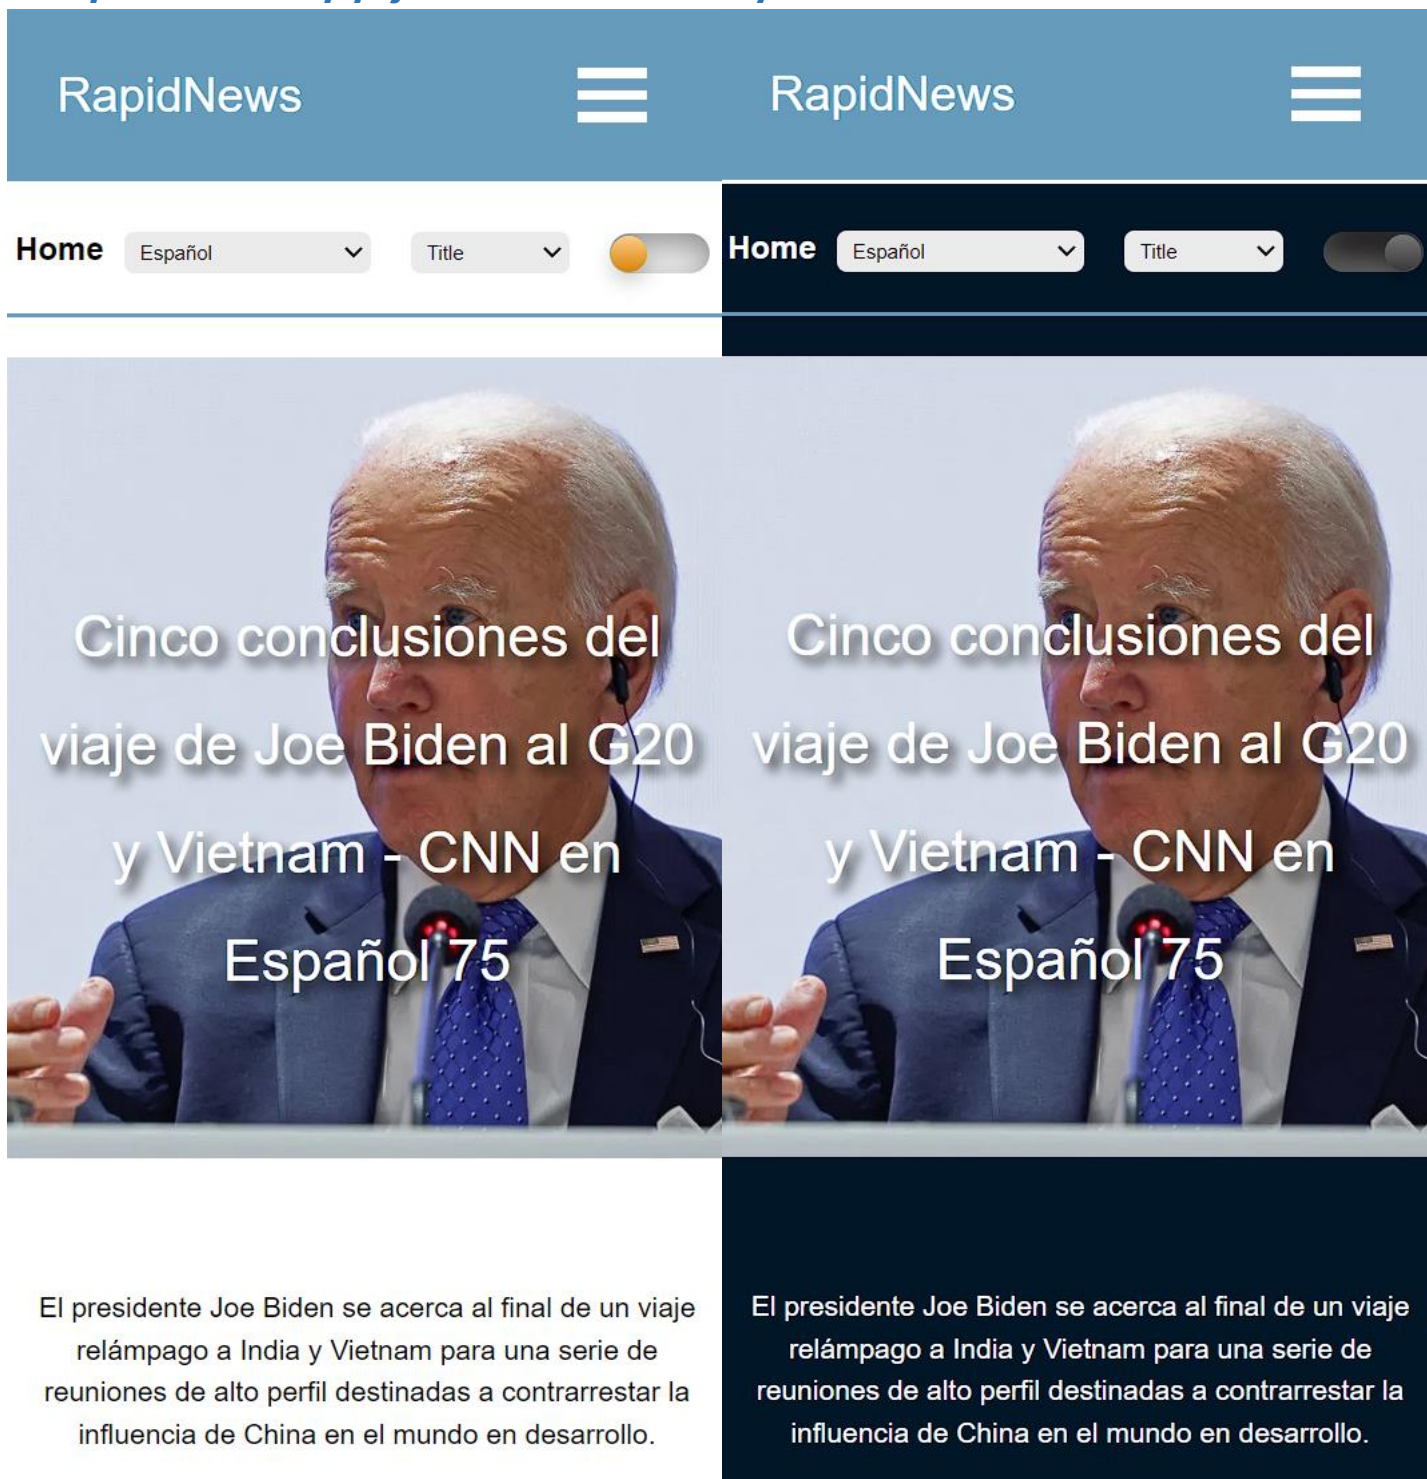 RapidNews
Home Español Title
Cinco conclusiones del
viaje de Joe Biden al G20
y Vietnam - CNN en
Español 75
El presidente Joe Biden se acerca al final de un viaje
relámpago a India y Vietnam para una serie de
reuniones de alto perfil destinadas a contrarrestar la
influencia de China en el mundo en desarrollo.
RapidNews
Home Español Title
Cinco conclusiones del
viaje de Joe Biden al G20
y Vietnam - CNN en
Español 75
El presidente Joe Biden se acerca al final de un viaje
relámpago a India y Vietnam para una serie de
reuniones de alto perfil destinadas a contrarrestar la
influencia de China en el mundo en desarrollo.